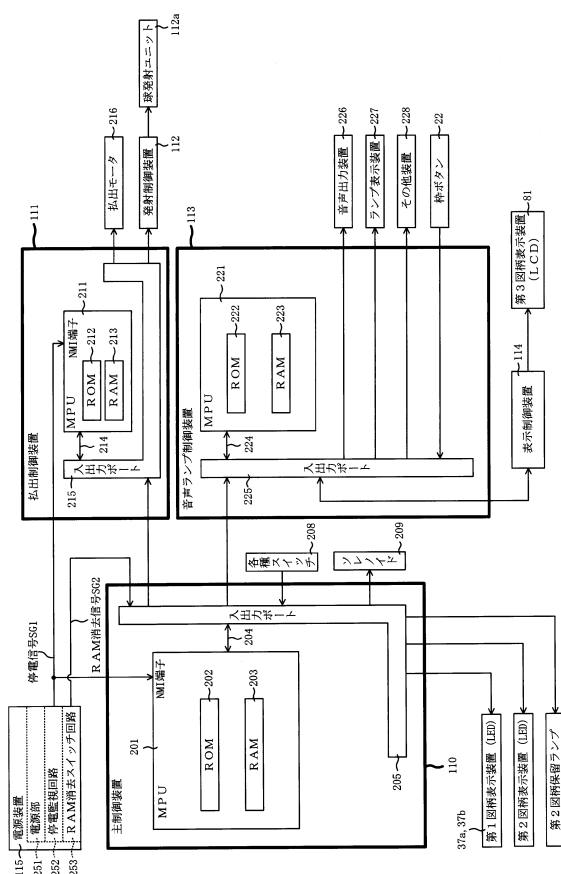 115
電源装置
251
電源部
252
停電監視回路
253
RAM消去スイッチ回路
停電信号SG1
RAM消去信号SG2
111
払出制御装置
MPU
NMI端子
211
ROM
212
RAM
213
214
入出力ポート
215
払出モータ
216
発射制御装置
112
球発射ユニット
112a
主制御装置
MPU
201
NMI端子
ROM
202
RAM
203
204
入出力ポート
205
110
各種スイッチ
208
ソレノイド
209
113
音声ランプ制御装置
MPU
221
ROM
222
RAM
223
224
入出力ポート
225
音声出力装置
226
ランプ表示装置
227
その他装置
228
枠ボタン
22
表示制御装置
114
第3図柄表示装置
(LCD)
81
37a,37b
第1図柄表示装置(LED)
第2図柄表示装置(LED)
第2図柄保留ランプ